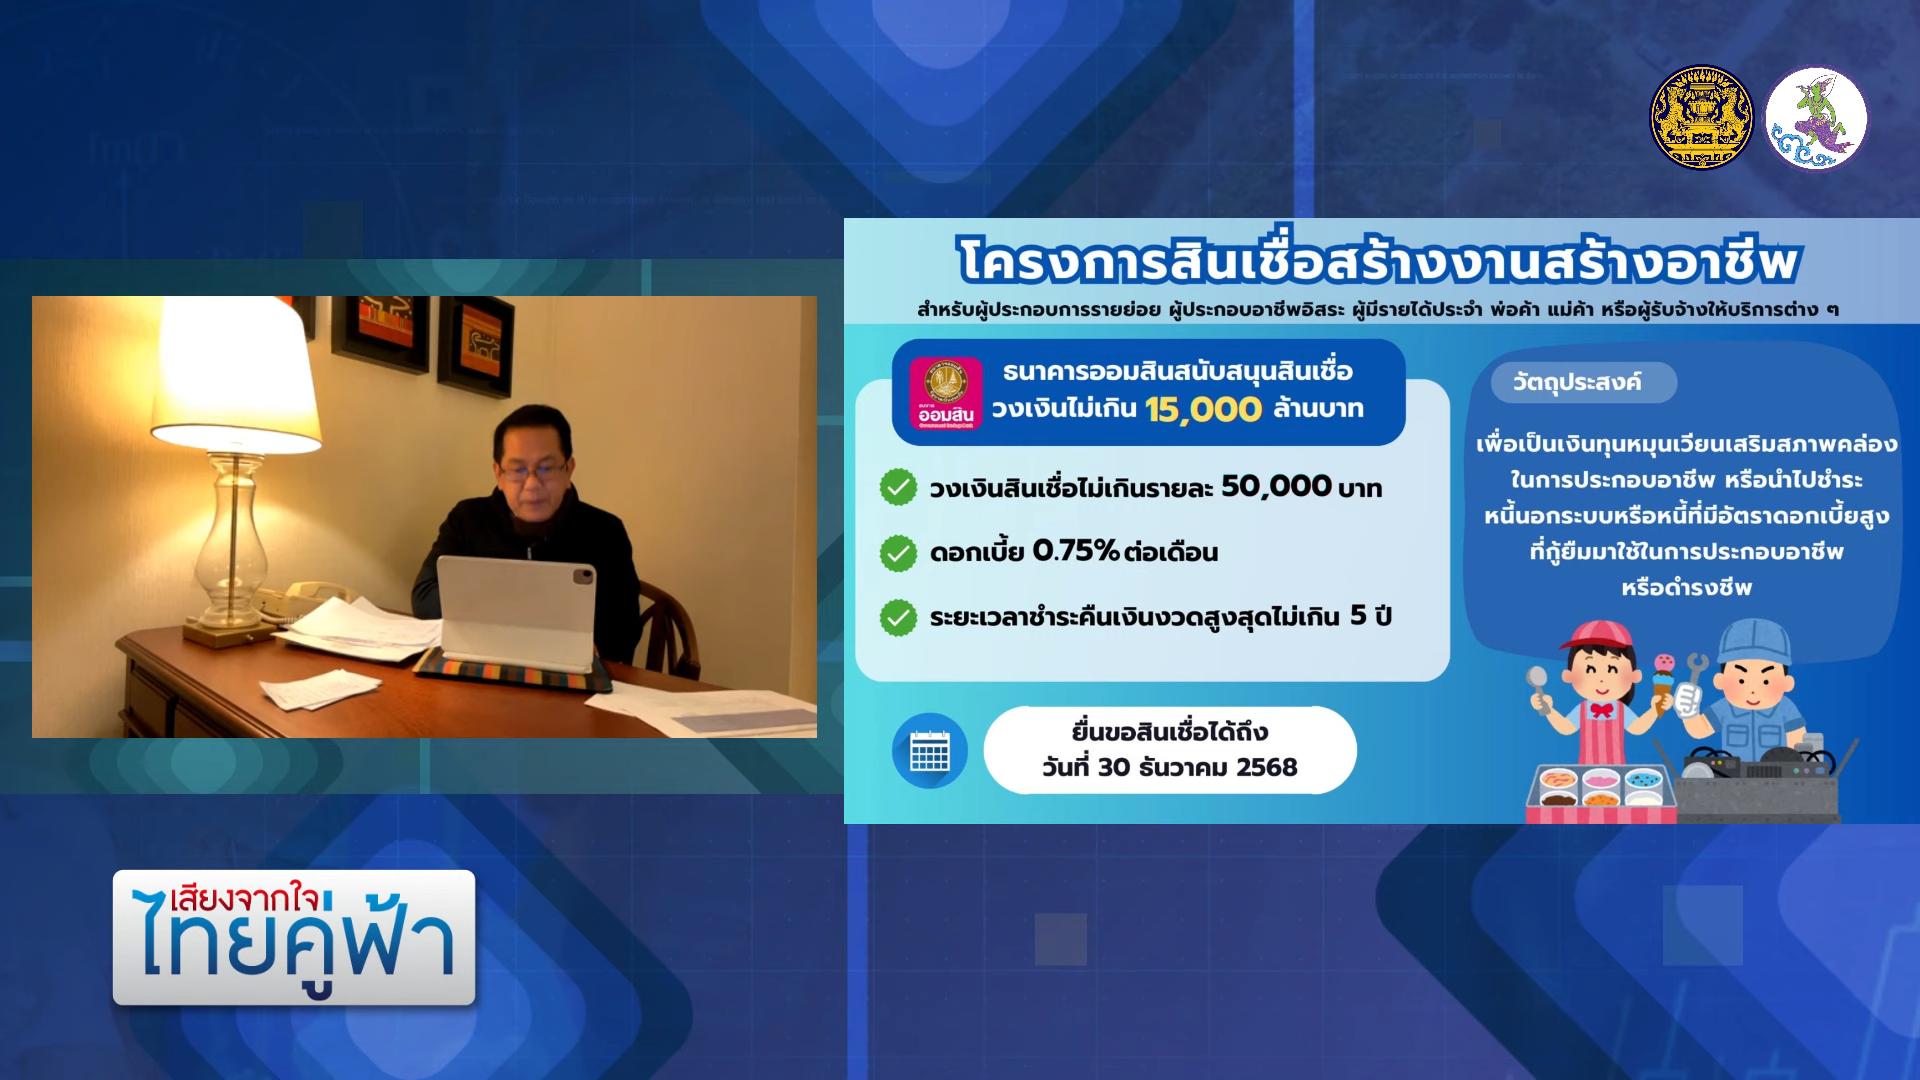 โครงการสินเชื่อสร้างงานสร้างอาชีพ
สำหรับผู้ประกอบการรายย่อย ผู้ประกอบอาชีพอิสระ ผู้มีรายได้ประจำ พ่อค้า แม่ค้า หรือผู้รับจ้างให้บริการต่าง ๆ
ธนาคารออมสินสนับสนุนสินเชื่อ
วงเงินไม่เกิน 15,000 ล้านบาท
ออมสิน
วงเงินสินเชื่อไม่เกินรายละ 50,000 บาท
ดอกเบี้ย 0.75% ต่อเดือน
ระยะเวลาชำระคืนเงินงวดสูงสุดไม่เกิน 5 ปี
ยื่นขอสินเชื่อได้ถึง
วันที่ 30 ธันวาคม 2568
วัตถุประสงค์
เพื่อเป็นเงินทุนหมุนเวียนเสริมสภาพคล่อง
ในการประกอบอาชีพ หรือนำไปชำระ
หนี้นอกระบบหรือหนี้ที่มีอัตราดอกเบี้ยสูง
ที่กู้ยืมมาใช้ในการประกอบอาชีพ
หรือดำรงชีพ
เสียงจากใจ
ไทยคู่ฟ้า